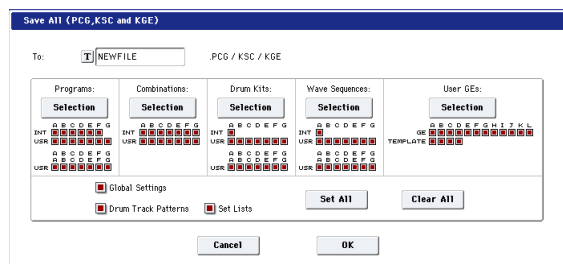 Save All (PCG,KSC and KGE)
To: T NEWFILE .PCG / KSC / KGE
Programs: Combinations: Drum Kits: Wave Sequences: User GEs:
Selection Selection Selection Selection Selection
A B C D E F G A B C D E F G A B C D E F G A B C D E F G A B C D E F G H I J K L
INT INT INT INT GE
USR USR USR USR TEMPLATE
A B C D E F G A B C D E F G A B C D E F G
A B C D E F G A B C D E F G A B C D E F G
USR USR USR
Global Settings
Drum Track Patterns Set Lists Set All Clear All
Cancel OK